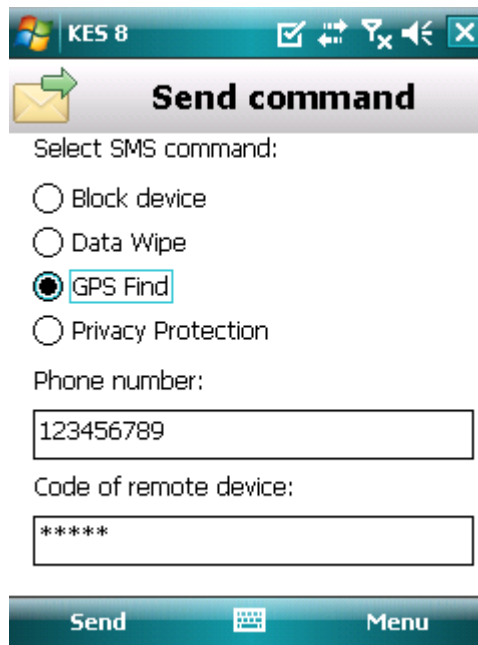 KES 8
Send command
Select SMS command:
Block device
Data Wipe
GPS Find
Privacy Protection
Phone number:
123456789
Code of remote device:
*****
Send Menu